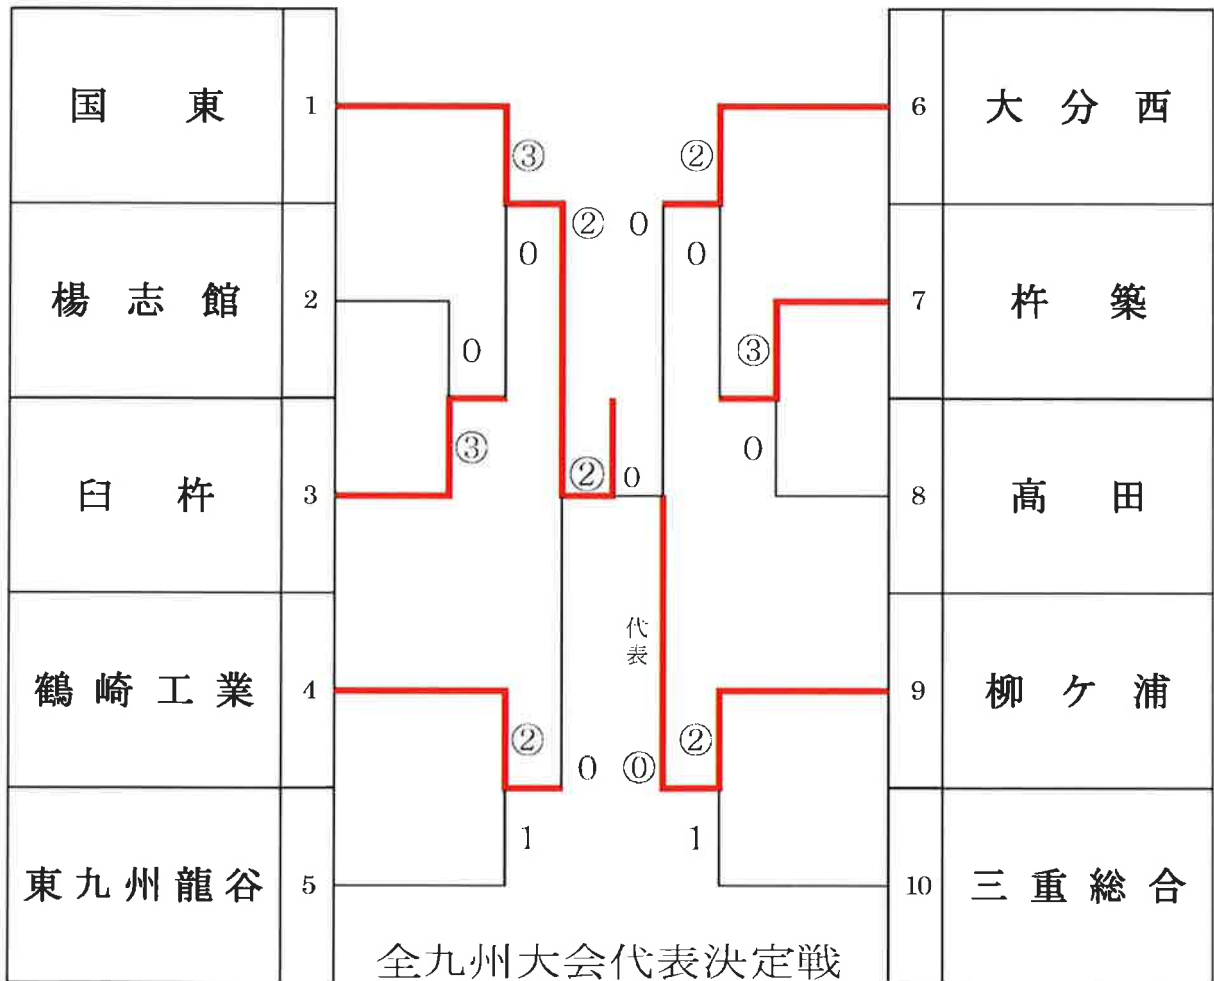 国東 1 6 大分西
③ ②
② 0
0 0
楊志館 2 7 杵築
0 ③
③ 0
② 0
臼杵 3 8 高田
代表
鶴崎工業 4 9 柳ケ浦
② ②
0 ⓪
1 1
東九州龍谷 5 10 三重総合
全九州大会代表決定戦